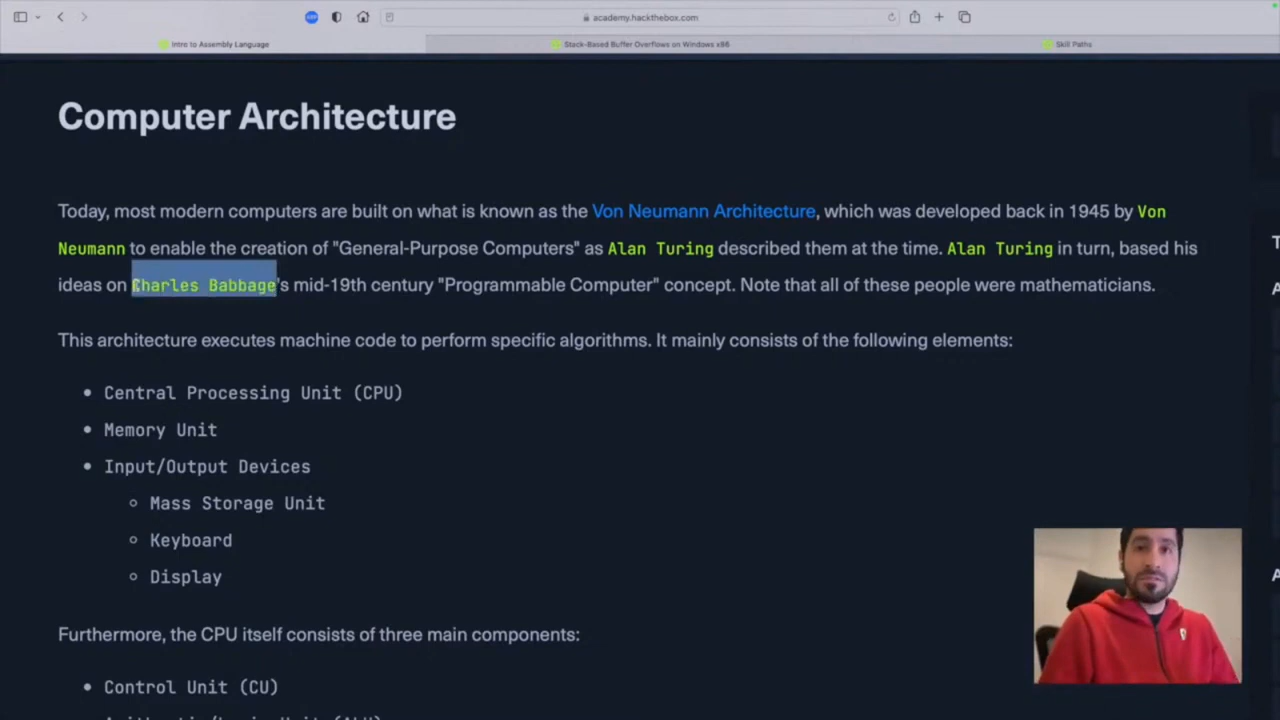 academy.hackthebox.com
Intro to Assembly Language
Stack-Based Buffer Overflows on Windows x86
Skill Paths
Computer Architecture
Today, most modern computers are built on what is known as the Von Neumann Architecture, which was developed back in 1945 by Von
Neumann to enable the creation of "General-Purpose Computers" as Alan Turing described them at the time. Alan Turing in turn, based his
ideas on Charles Babbage's mid-19th century "Programmable Computer" concept. Note that all of these people were mathematicians.
This architecture executes machine code to perform specific algorithms. It mainly consists of the following elements:
• Central Processing Unit (CPU)
• Memory Unit
• Input/Output Devices
◦ Mass Storage Unit
◦ Keyboard
◦ Display
Furthermore, the CPU itself consists of three main components:
• Control Unit (CU)